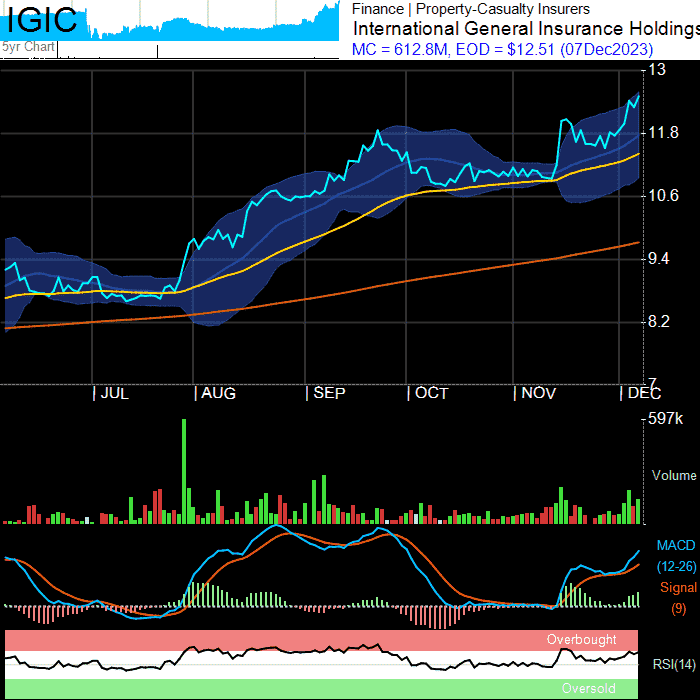 IGIC
5yr Chart
Finance | Property-Casualty Insurers
International General Insurance Holdings
MC = 612.8M, EOD = $12.51 (07Dec2023)
13
11.8
10.6
9.4
8.2
7
JUL AUG SEP OCT NOV DEC
597k
Volume
MACD
(12-26)
Signal
(9)
Overbought
RSI(14)
Oversold